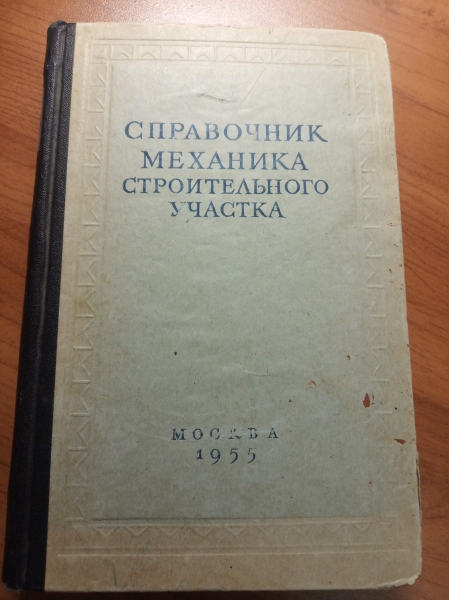 СПРАВОЧНИК
МЕХАНИКА
СТРОИТЕЛЬНОГО
УЧАСТКА
МОСКВА
1955